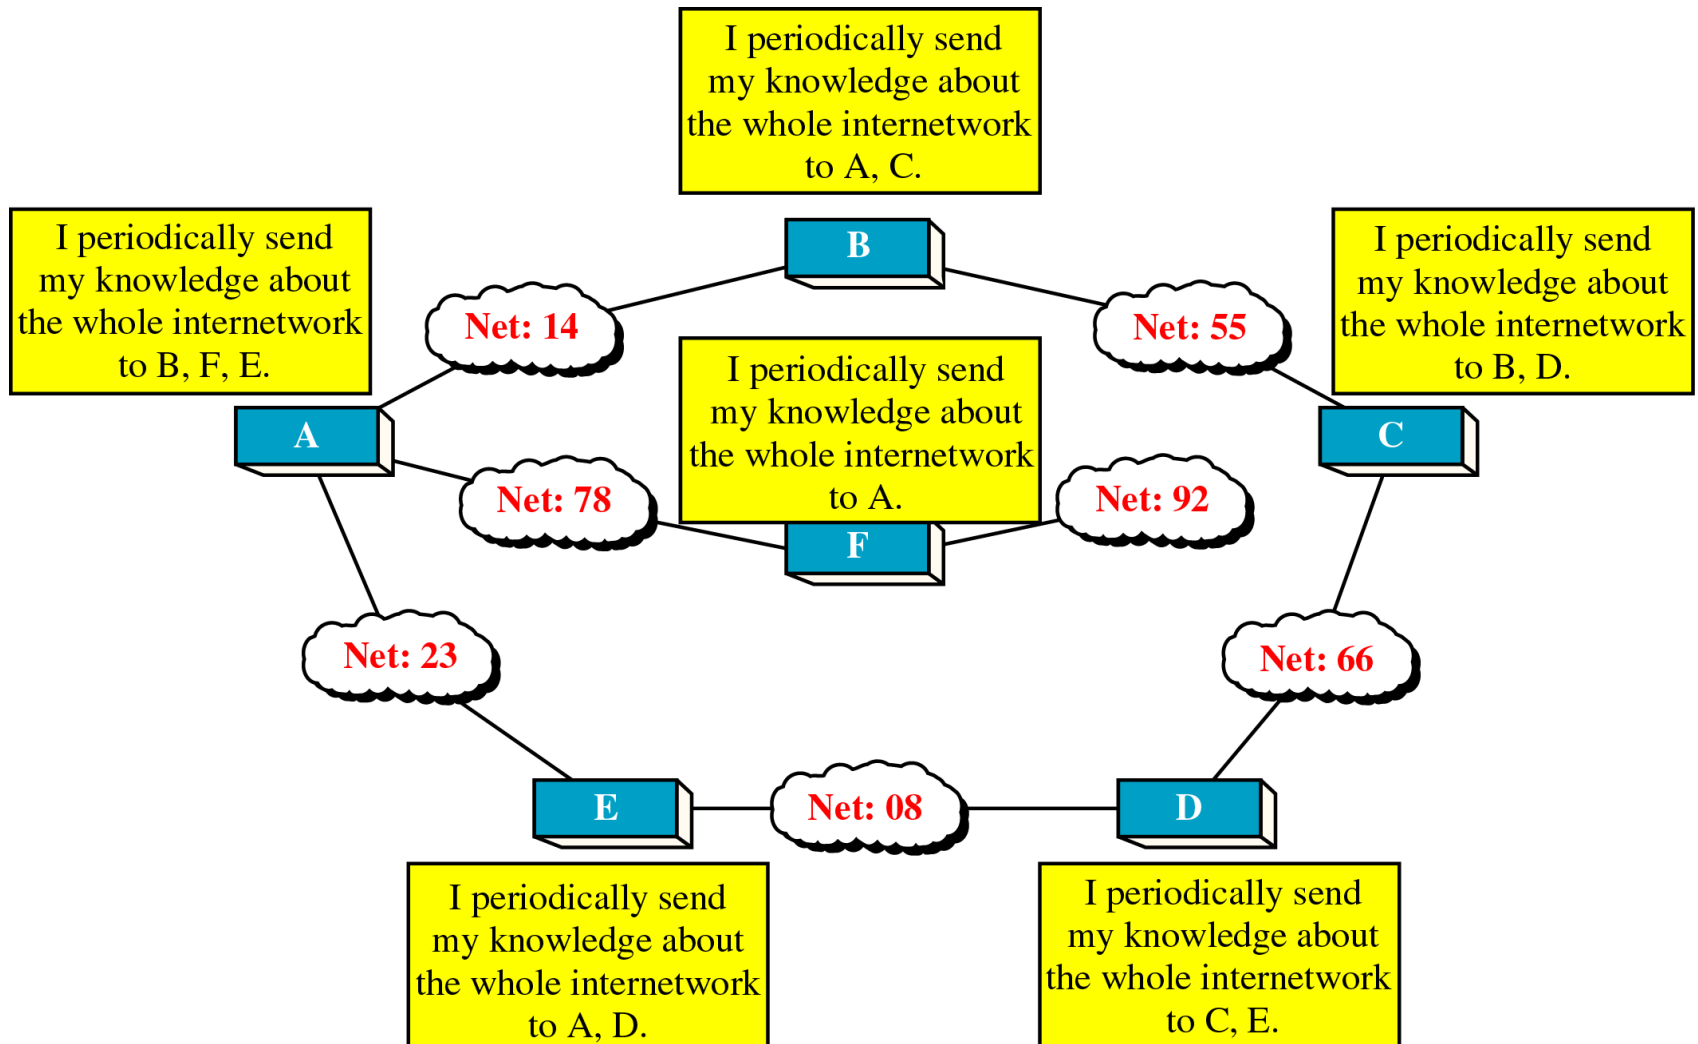 I periodically send
my knowledge about
the whole internetwork
to A, C.
I periodically send
my knowledge about
the whole internetwork
to B, F, E.
B
I periodically send
my knowledge about
the whole internetwork
to B, D.
Net: 14
Net: 55
I periodically send
my knowledge about
the whole internetwork
to A.
A
C
Net: 78
Net: 92
F
Net: 23
Net: 66
E
Net: 08
D
I periodically send
my knowledge about
the whole internetwork
to A, D.
I periodically send
my knowledge about
the whole internetwork
to C, E.